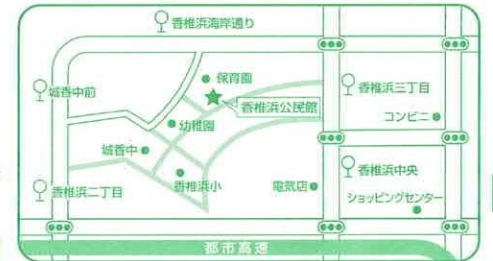 香椎浜海岸通り
保育園
城香中前
香椎浜三丁目
香椎浜公民館
コンビニ
幼稚園
城香中
香椎浜中央
香椎浜二丁目
香椎浜小
電気店
ショッピングセンター
都市高速